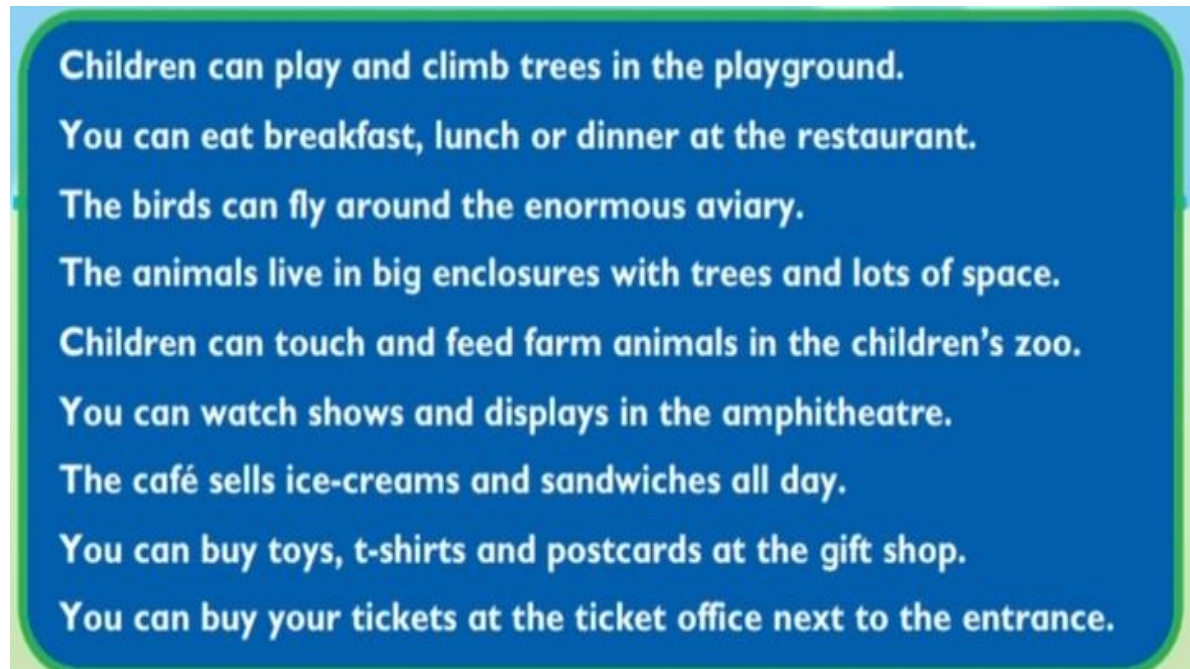 Children can play and climb trees in the playground.
You can eat breakfast, lunch or dinner at the restaurant.
The birds can fly around the enormous aviary.
The animals live in big enclosures with trees and lots of space.
Children can touch and feed farm animals in the children’s zoo.
You can watch shows and displays in the amphitheatre.
The café sells ice-creams and sandwiches all day.
You can buy toys, t-shirts and postcards at the gift shop.
You can buy your tickets at the ticket office next to the entrance.